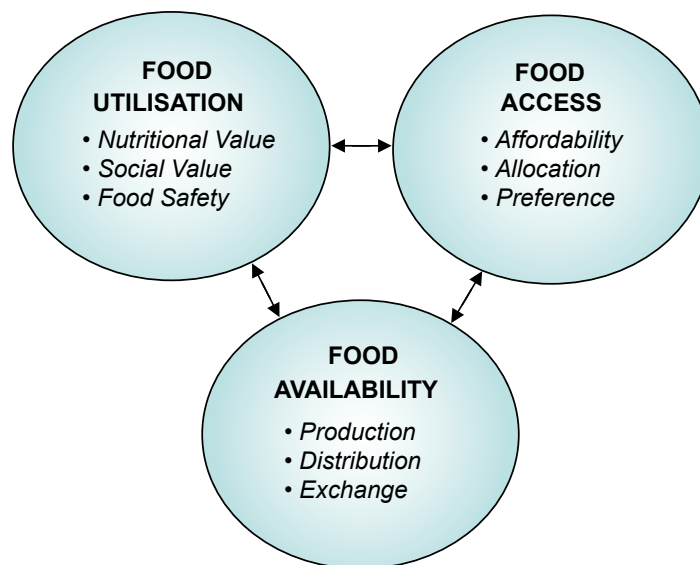 FOOD
UTILISATION
• Nutritional Value
• Social Value
• Food Safety
FOOD
ACCESS
• Affordability
• Allocation
• Preference
FOOD
AVAILABILITY
• Production
• Distribution
• Exchange